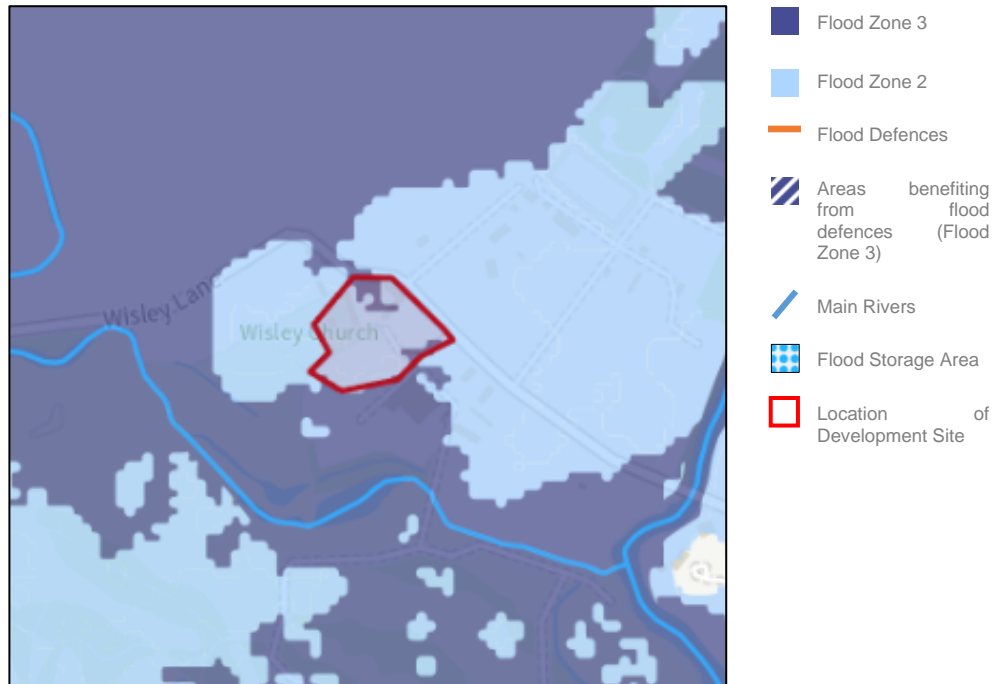 Wisley Lane
Wisley Church
Flood Zone 3
Flood Zone 2
Flood Defences
Areas benefiting
from flood
defences (Flood
Zone 3)
Main Rivers
Flood Storage Area
Location of
Development Site